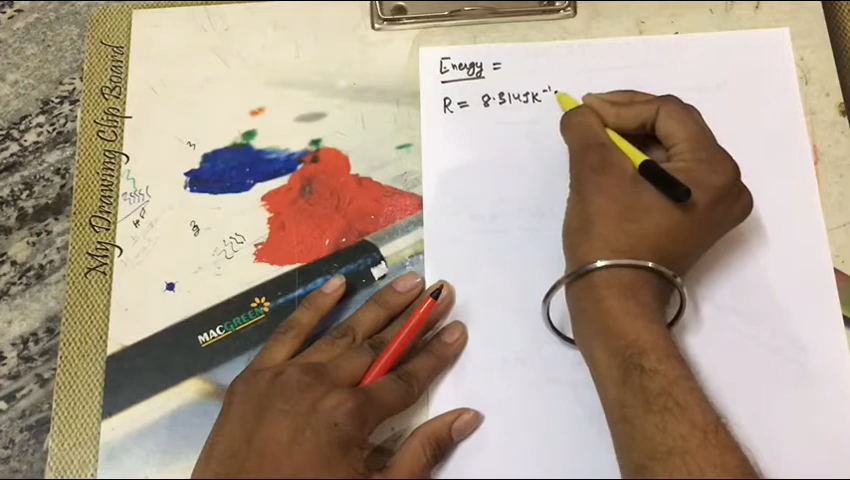 Energy =
R = 8.314JK⁻¹
My Drawing Clip Board
MACGREEN